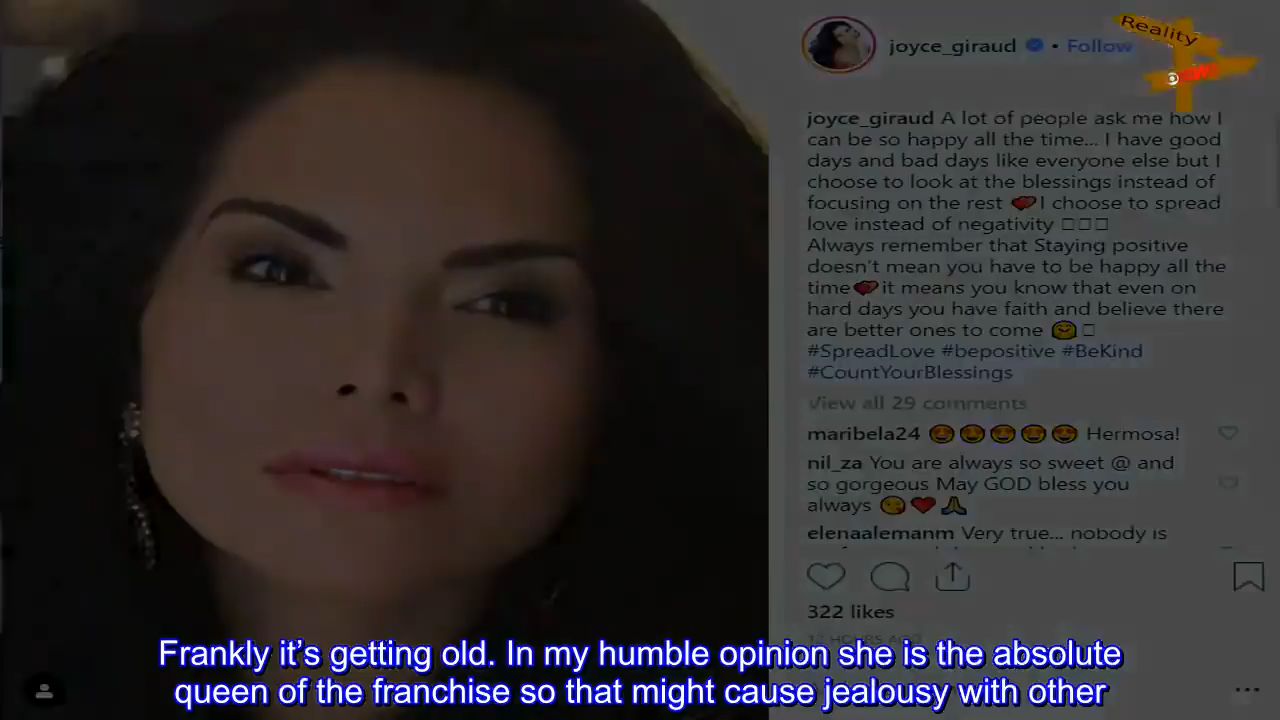 Reality
joyce_giraud • Follow
joyce_giraud A lot of people ask me how I
can be so happy all the time... I have good
days and bad days like everyone else but I
choose to look at the blessings instead of
focusing on the rest 💕I choose to spread
love instead of negativity □□□
Always remember that Staying positive
doesn't mean you have to be happy all the
time💕it means you know that even on
hard days you have faith and believe there
are better ones to come 🤗□
#SpreadLove #bepositive #BeKind
#CountYourBlessings
View all 29 comments
maribela24 😍😍😍😍😍 Hermosa!
nil_za You are always so sweet @ and
so gorgeous May GOD bless you
always 😘❤️🙏
elenaalemanm Very true... nobody is
322 likes
12 HOURS AGO
Frankly it's getting old. In my humble opinion she is the absolute
queen of the franchise so that might cause jealousy with other